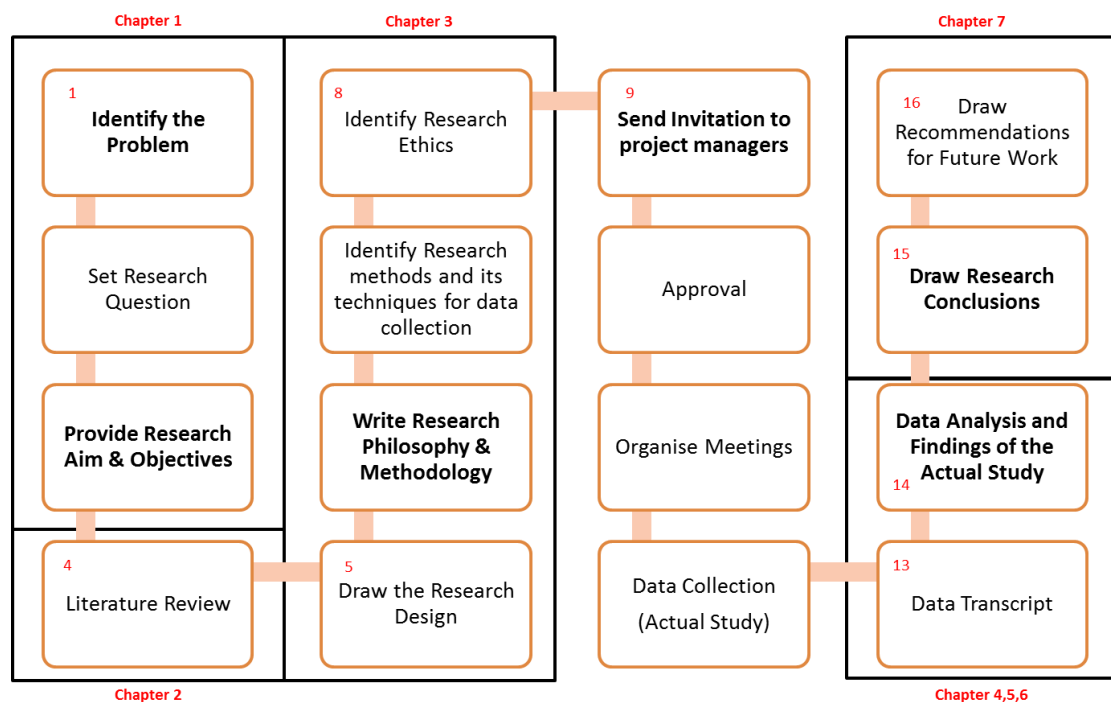 Chapter 1
1
Identify the
Problem
Set Research
Question
Provide Research
Aim & Objectives
4
Literature Review
Chapter 2
Chapter 3
8
Identify Research
Ethics
Identify Research
methods and its
techniques for data
collection
Write Research
Philosophy &
Methodology
5
Draw the Research
Design
9
Send Invitation to
project managers
Approval
Organise Meetings
Data Collection
(Actual Study)
Chapter 7
16
Draw
Recommendations
for Future Work
15
Draw Research
Conclusions
Data Analysis and
Findings of the
Actual Study
14
13
Data Transcript
Chapter 4,5,6